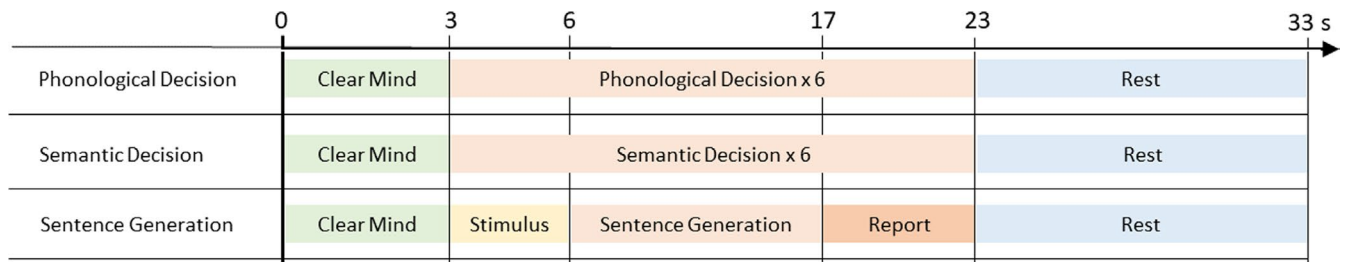 0 3 6 17 23 33 s
Phonological Decision Clear Mind Phonological Decision x 6 Rest
Semantic Decision Clear Mind Semantic Decision x 6 Rest
Sentence Generation Clear Mind Stimulus Sentence Generation Report Rest